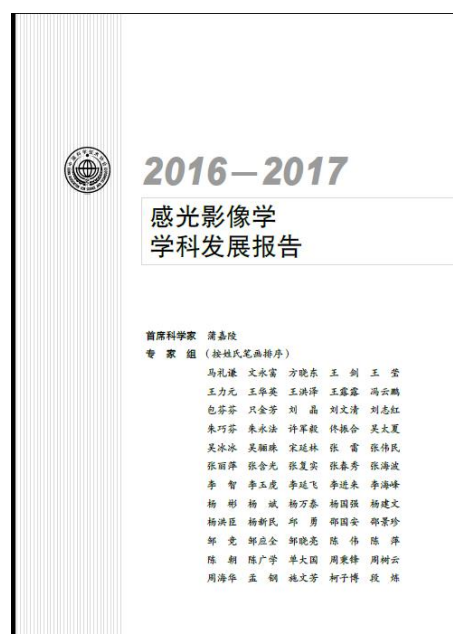 2016—2017
感光影像学
学科发展报告
首席科学家 蒲嘉陵
专 家 组 （按姓氏笔画排序）
马礼谦 文永富 方晓东 王 剑 王 莹
王力元 王华英 王洪泽 王露露 冯云鹏
包芬芬 只金芳 刘 晶 刘文清 刘志红
朱巧芬 朱永法 许军毅 佟振合 吴太夏
吴冰冰 吴骊珠 宋延林 张 雷 张伟民
张丽萍 张含光 张复实 张春秀 张海波
李 智 李玉虎 李延飞 李进来 李海峰
杨 彬 杨 斌 杨万泰 杨国强 杨建文
杨洪臣 杨新民 邱 勇 邵国安 邵景珍
邹 竞 邹应全 邹晓亮 陈 伟 陈 萍
陈 朝 陈广学 单大国 周秉锋 周树云
周海华 孟 钢 施文芳 柯子博 段 炼